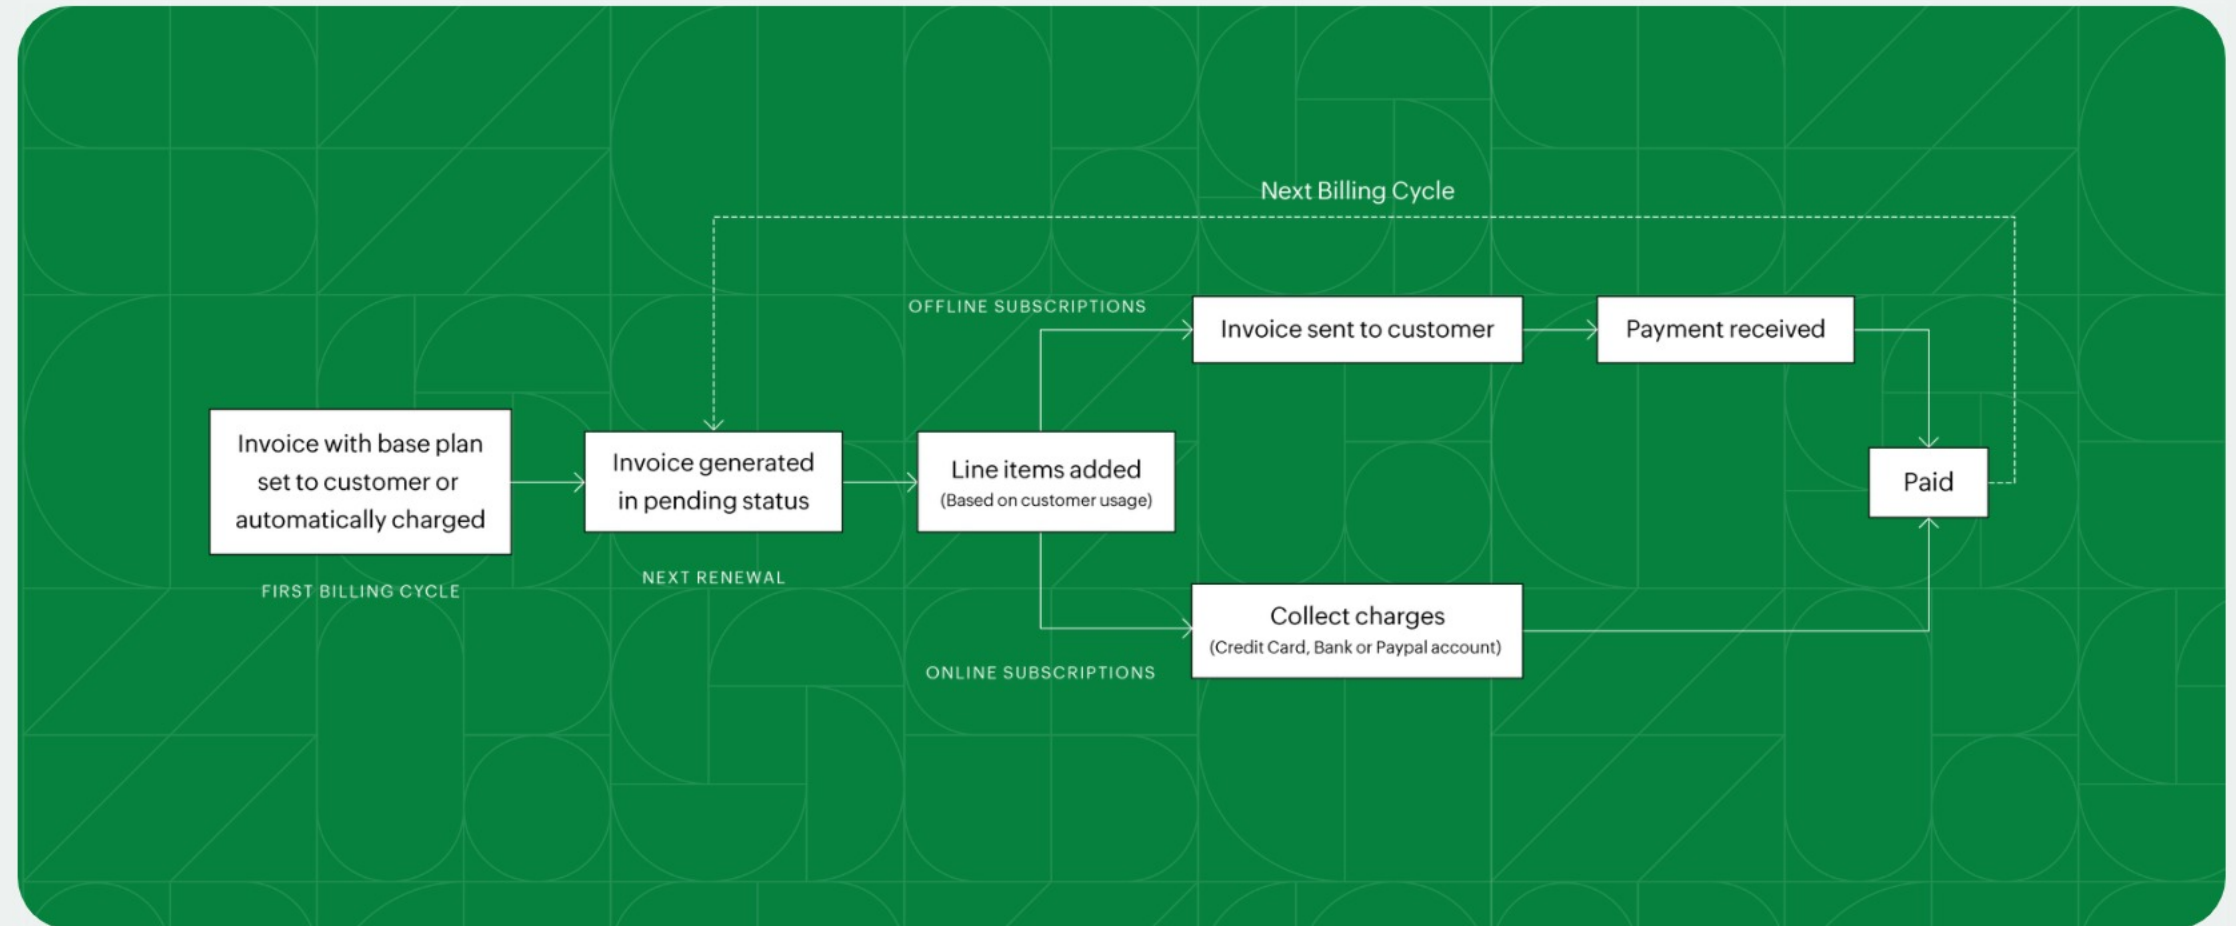 Next Billing Cycle
OFFLINE SUBSCRIPTIONS
Invoice sent to customer
Payment received
Invoice with base plan
set to customer or
automatically charged
FIRST BILLING CYCLE
Invoice generated
in pending status
NEXT RENEWAL
Line items added
(Based on customer usage)
Paid
Collect charges
(Credit Card, Bank or Paypal account)
ONLINE SUBSCRIPTIONS